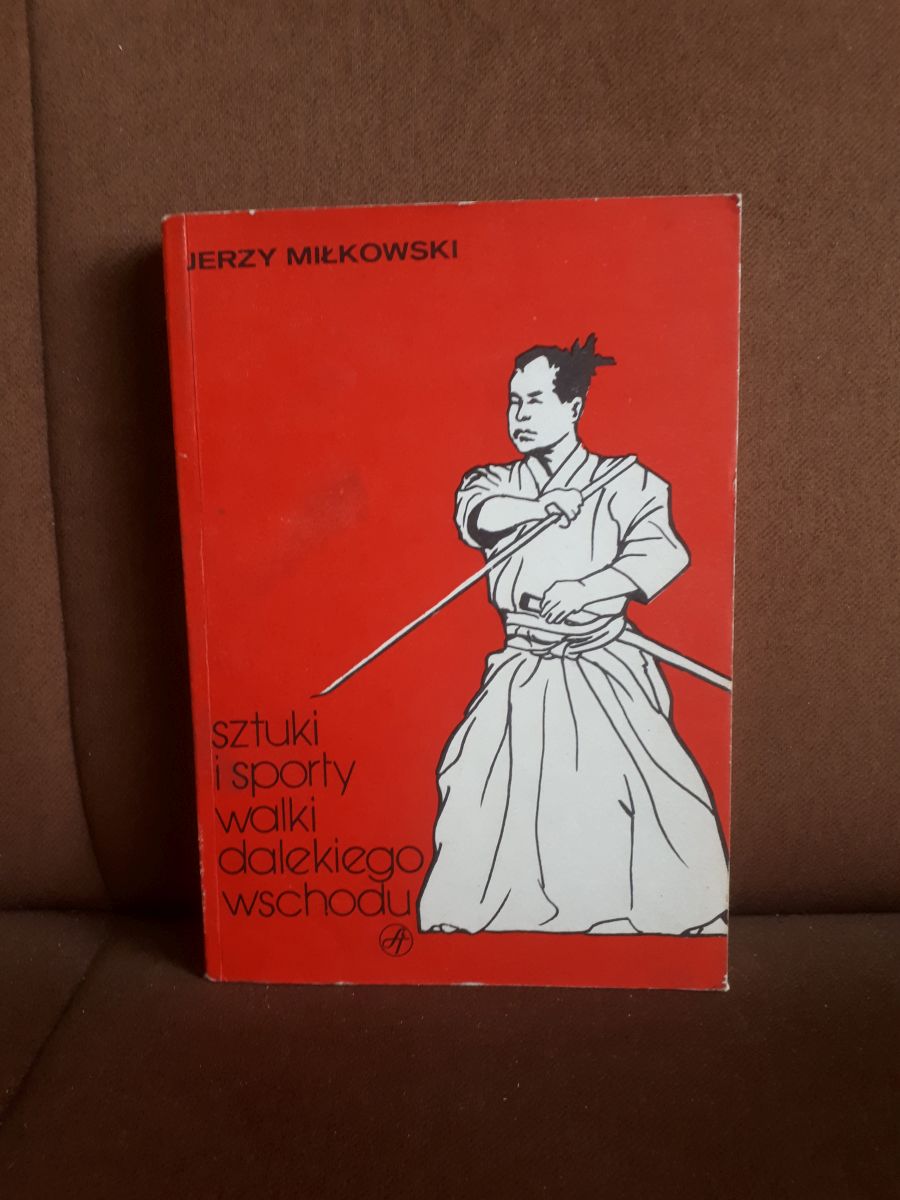 JERZY MIŁKOWSKI
sztuki
i sporty
walki
dalekiego
wschodu